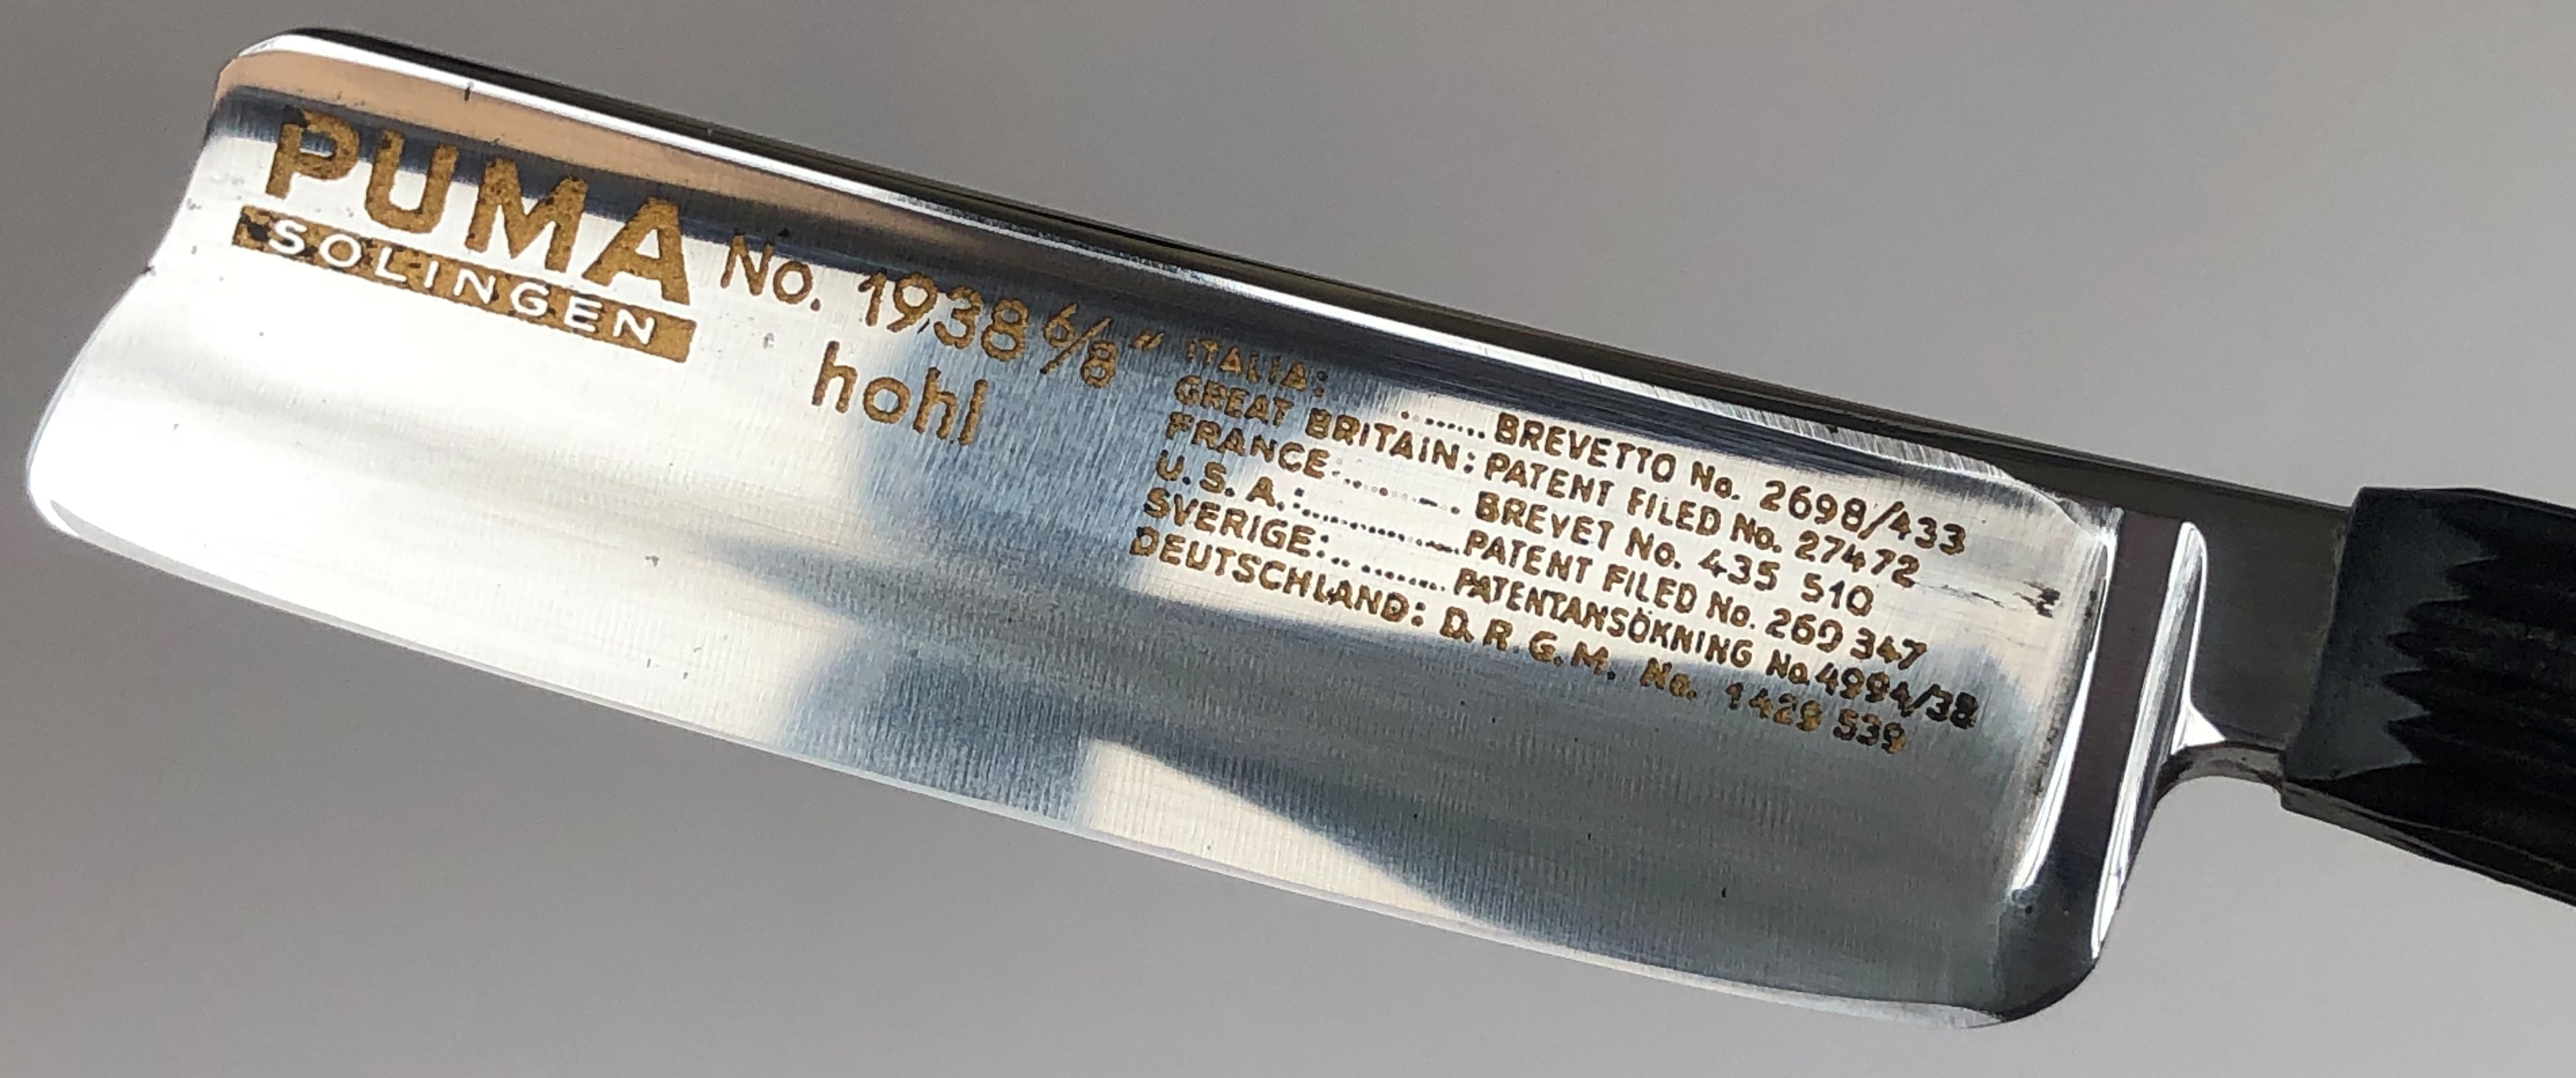 PUMA
SOLINGEN
No. 1938 6/8"
hohl
ITALIA: ....... BREVETTO No. 2698/433
GREAT BRITAIN: PATENT FILED No. 27472
FRANCE ......... BREVET No. 435 510
U.S.A.: ............... PATENT FILED No. 269 347
SVERIGE: .......... PATENTANSÖKNING No. 4994/38
DEUTSCHLAND: D.R.G.M. No. 1429 539